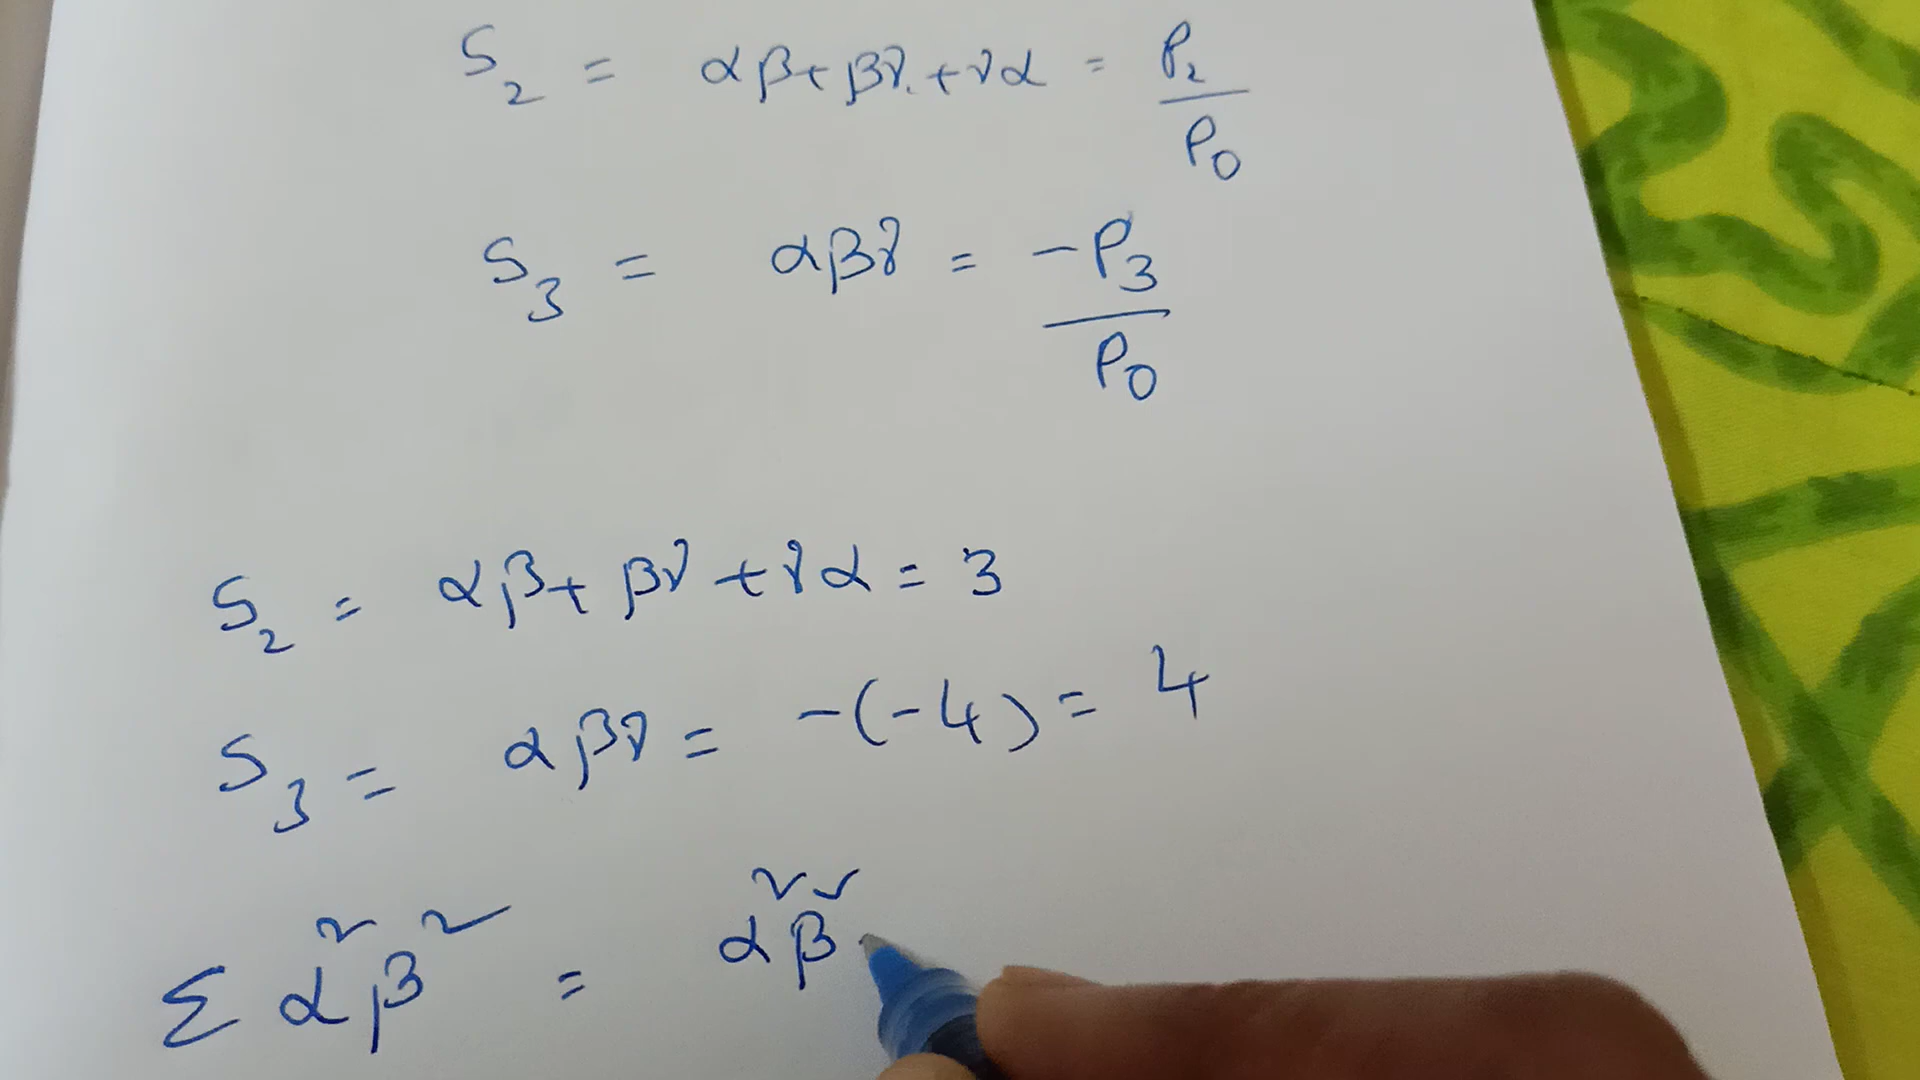 S₂ = αβ + βγ + γα = P₂/P₀
S₃ = αβγ = -P₃/P₀
S₂ = αβ + βγ + γα = 3
S₃ = αβγ = -(-4) = 4
Σα²β² = α²β²